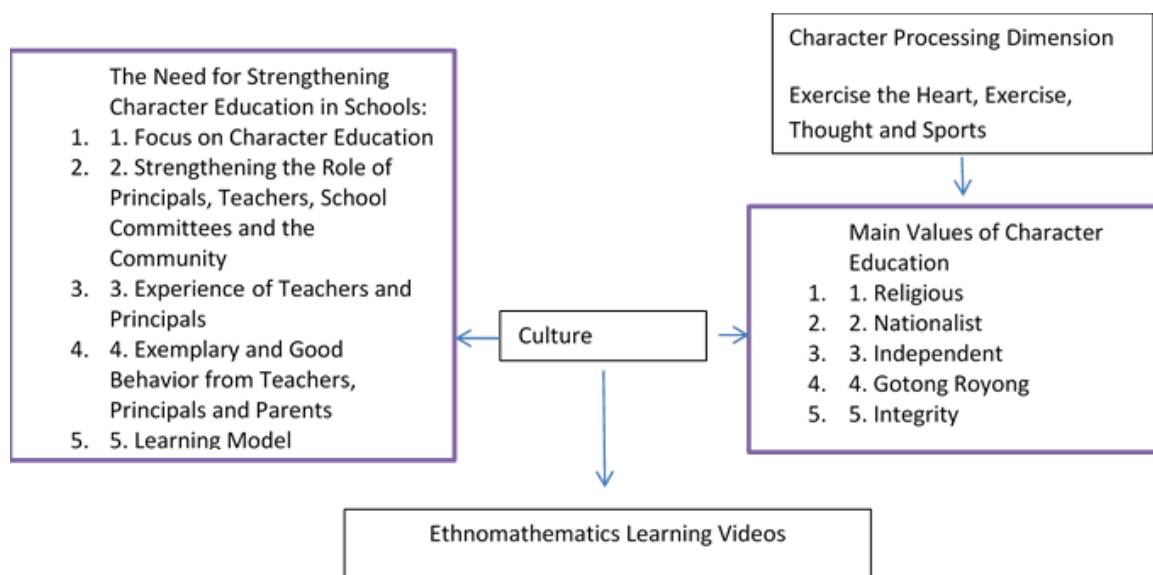 The Need for Strengthening
Character Education in Schools:
1. 1. Focus on Character Education
2. 2. Strengthening the Role of
Principals, Teachers, School
Committees and the
Community
3. 3. Experience of Teachers and
Principals
4. 4. Exemplary and Good
Behavior from Teachers,
Principals and Parents
5. 5. Learning Model
Culture
Character Processing Dimension
Exercise the Heart, Exercise,
Thought and Sports
Main Values of Character
Education
1. 1. Religious
2. 2. Nationalist
3. 3. Independent
4. 4. Gotong Royong
5. 5. Integrity
Ethnomathematics Learning Videos